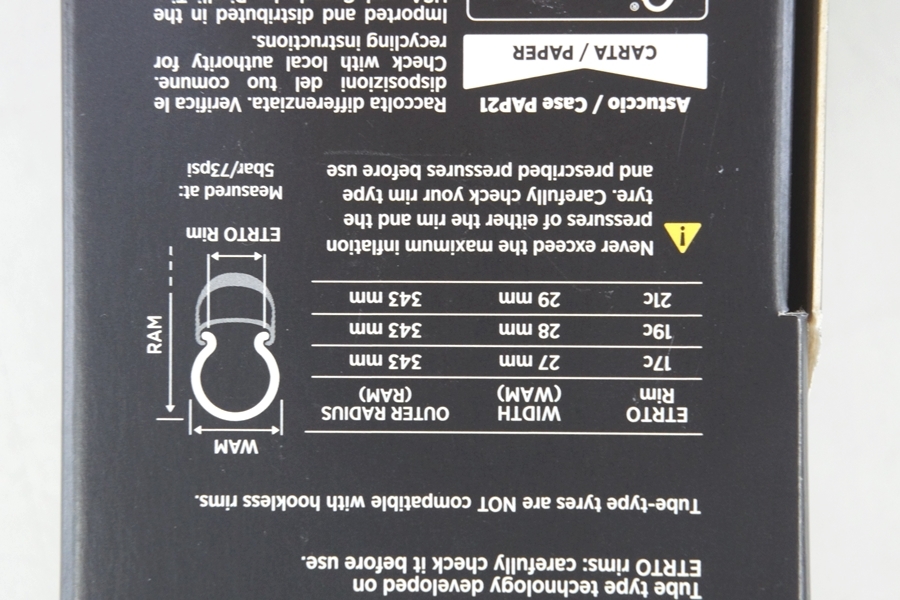 Tube type technology developed on
ETRTO rims: carefully check it before use.
Tube-type tyres are NOT compatible with hookless rims.
ETRTO Rim WIDTH (WAM) OUTER RADIUS (RAM)
17c 27 mm 343 mm
19c 28 mm 343 mm
21c 29 mm 343 mm
WAM
RAM
ETRTO Rim
Measured at:
5bar/73psi
Never exceed the maximum inflation
pressures of either the rim and the
tyre. Carefully check your rim type
and prescribed pressures before use
Astuccio / Case PAP21
CARTA / PAPER
Raccolta differenziata. Verifica le
disposizioni del tuo comune.
Check with local authority for
recycling instructions.
Imported and distributed in the